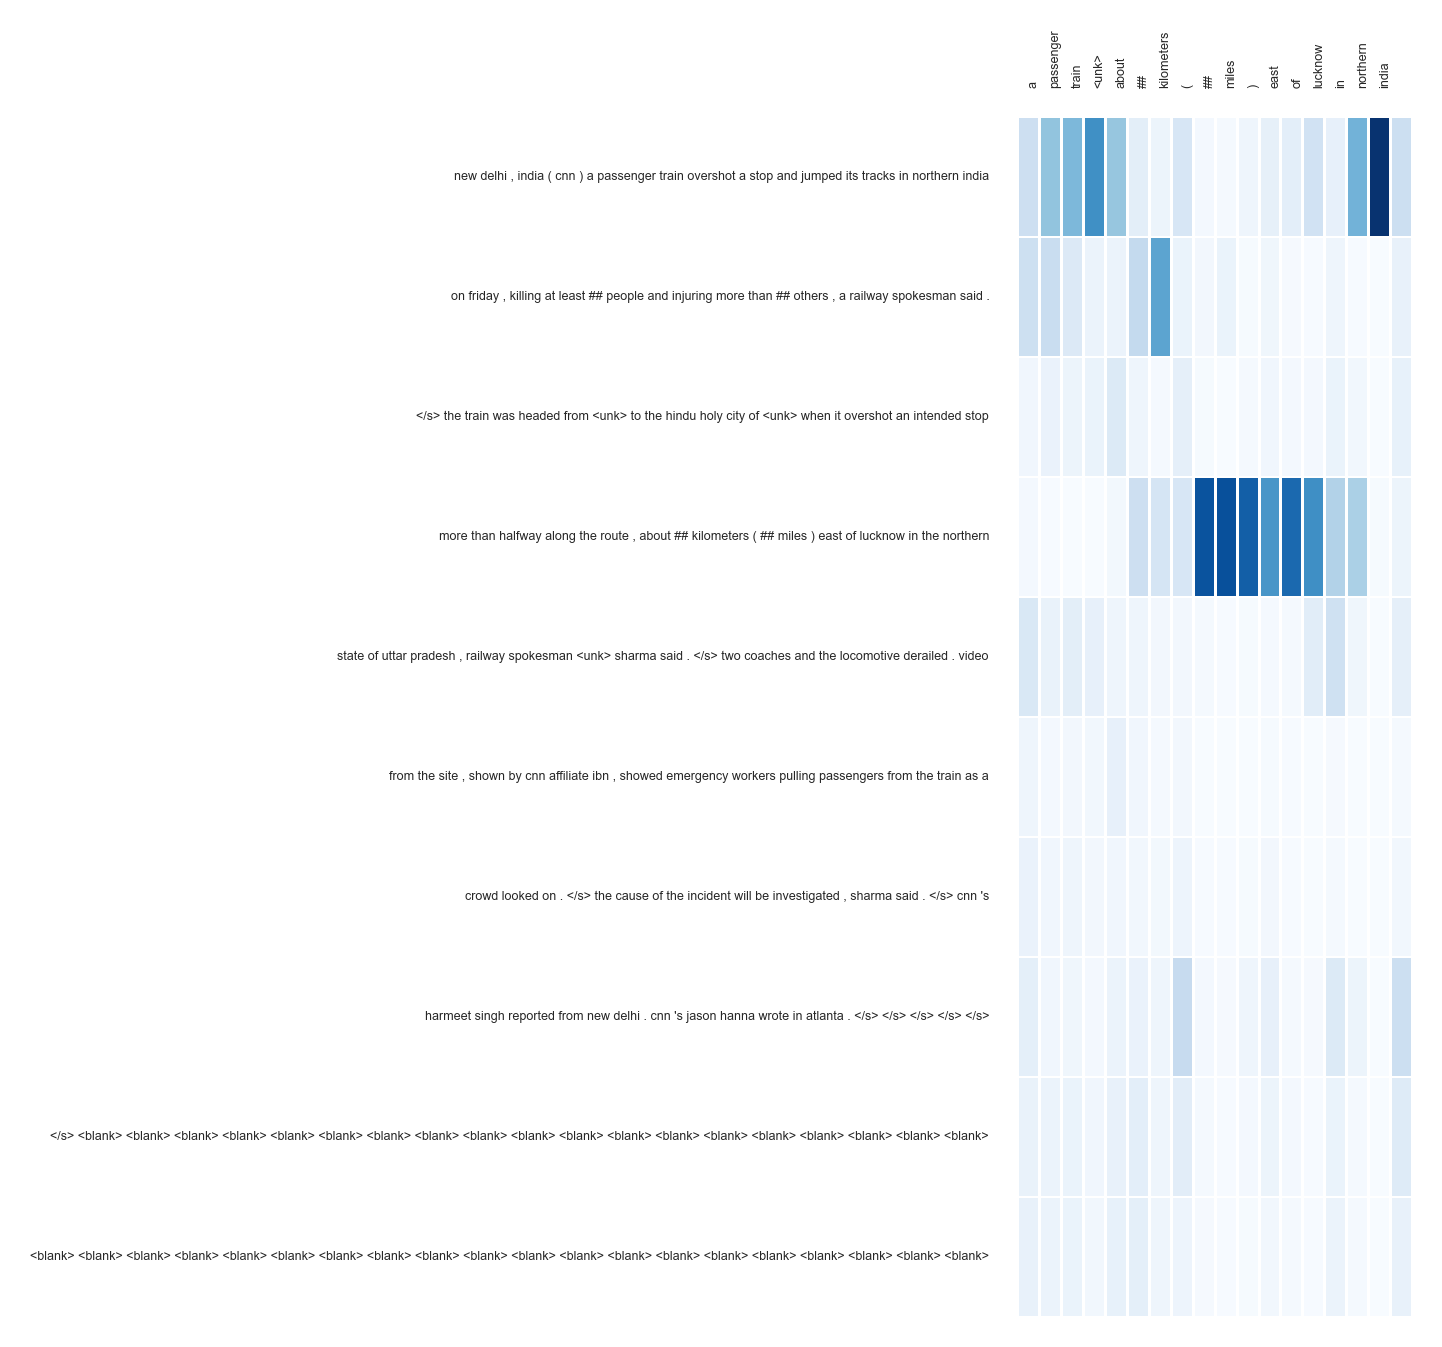 a passenger train <unk> about ## kilometers ( ## miles ) east of lucknow in northern india
new delhi , india ( cnn ) a passenger train overshot a stop and jumped its tracks in northern india
on friday , killing at least ## people and injuring more than ## others , a railway spokesman said .
</s> the train was headed from <unk> to the hindu holy city of <unk> when it overshot an intended stop
more than halfway along the route , about ## kilometers ( ## miles ) east of lucknow in the northern
state of uttar pradesh , railway spokesman <unk> sharma said . </s> two coaches and the locomotive derailed . video
from the site , shown by cnn affiliate ibn , showed emergency workers pulling passengers from the train as a
crowd looked on . </s> the cause of the incident will be investigated , sharma said . </s> cnn 's
harmeet singh reported from new delhi . cnn 's jason hanna wrote in atlanta . </s> </s> </s> </s> </s>
</s> <blank> <blank> <blank> <blank> <blank> <blank> <blank> <blank> <blank> <blank> <blank> <blank> <blank> <blank> <blank> <blank> <blank> <blank> <blank>
<blank> <blank> <blank> <blank> <blank> <blank> <blank> <blank> <blank> <blank> <blank> <blank> <blank> <blank> <blank> <blank> <blank> <blank> <blank> <blank>